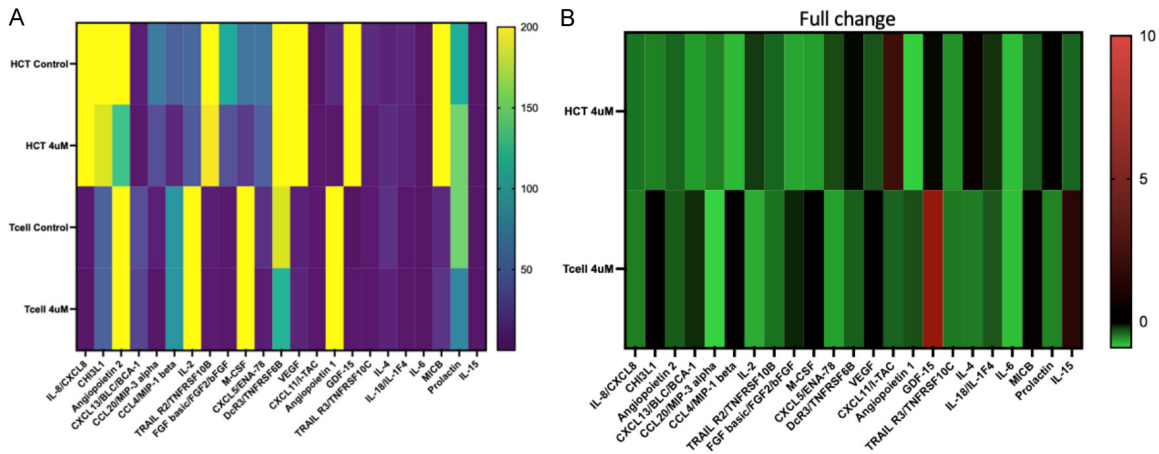 A
HCT Control
HCT 4uM
Tcell Control
Tcell 4uM
200
150
100
50
IL-8/CXCL8
CHI3L1
Angiopoietin 2
CXCL13/BLC/BCA-1
CCL20/MIP-3 alpha
CCL4/MIP-1 beta
IL-2
TRAIL R2/TNFRSF10B
FGF basic/FGF2/bFGF
M-CSF
CXCL5/ENA-78
DcR3/TNFRSF6B
VEGF
CXCL11/I-TAC
Angiopoietin 1
GDF-15
TRAIL R3/TNFRSF10C
IL-4
IL-18/IL-1F4
IL-6
MICB
Prolactin
IL-15
B
Full change
HCT 4uM
Tcell 4uM
10
5
0
IL-8/CXCL8
CHI3L1
Angiopoietin 2
CXCL13/BLC/BCA-1
CCL20/MIP-3 alpha
CCL4/MIP-1 beta
IL-2
TRAIL R2/TNFRSF10B
FGF basic/FGF2/bFGF
M-CSF
CXCL5/ENA-78
DcR3/TNFRSF6B
VEGF
CXCL11/I-TAC
Angiopoietin 1
GDF-15
TRAIL R3/TNFRSF10C
IL-4
IL-18/IL-1F4
IL-6
MICB
Prolactin
IL-15